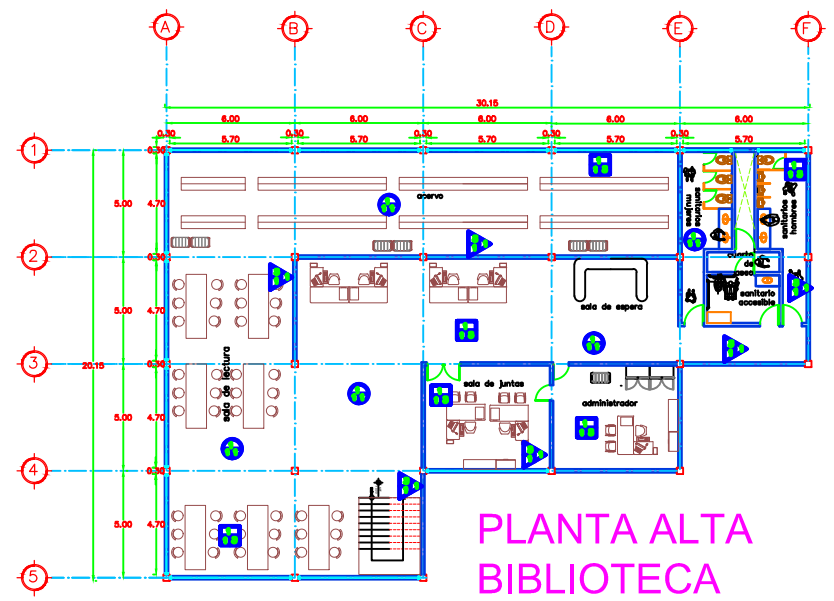 A B C D E F
30.15
6.00 6.00 6.00 6.00 6.00
0.30 0.30 0.30 0.30 0.30 0.30
5.70 5.70 5.70 5.70 5.70
1
0.30
acervo
sanitarios
mujeres
sanitarios
hombres
5.00 4.70
2
0.30
cuarto
de
aseo
sanitario
accesible
sala de espera
5.00 4.70
3
20.15
0.30
sala de lectura
sala de juntas
administrador
5.00 4.70
4
0.30
5.00 4.70
5
PLANTA ALTA
BIBLIOTECA